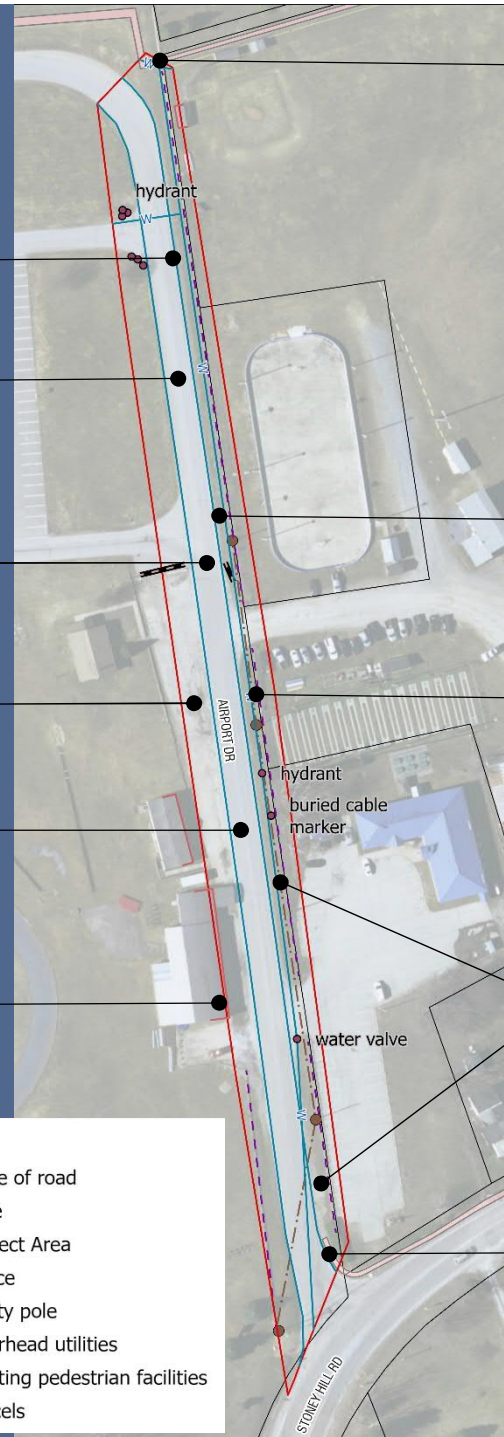 W
hydrant
W
W
AIRPORT DR
hydrant
buried cable
marker
water valve
W
e of road
e
ect Area
ce
ty pole
rhead utilities
ting pedestrian facilities
cels
STONEY HILL RD